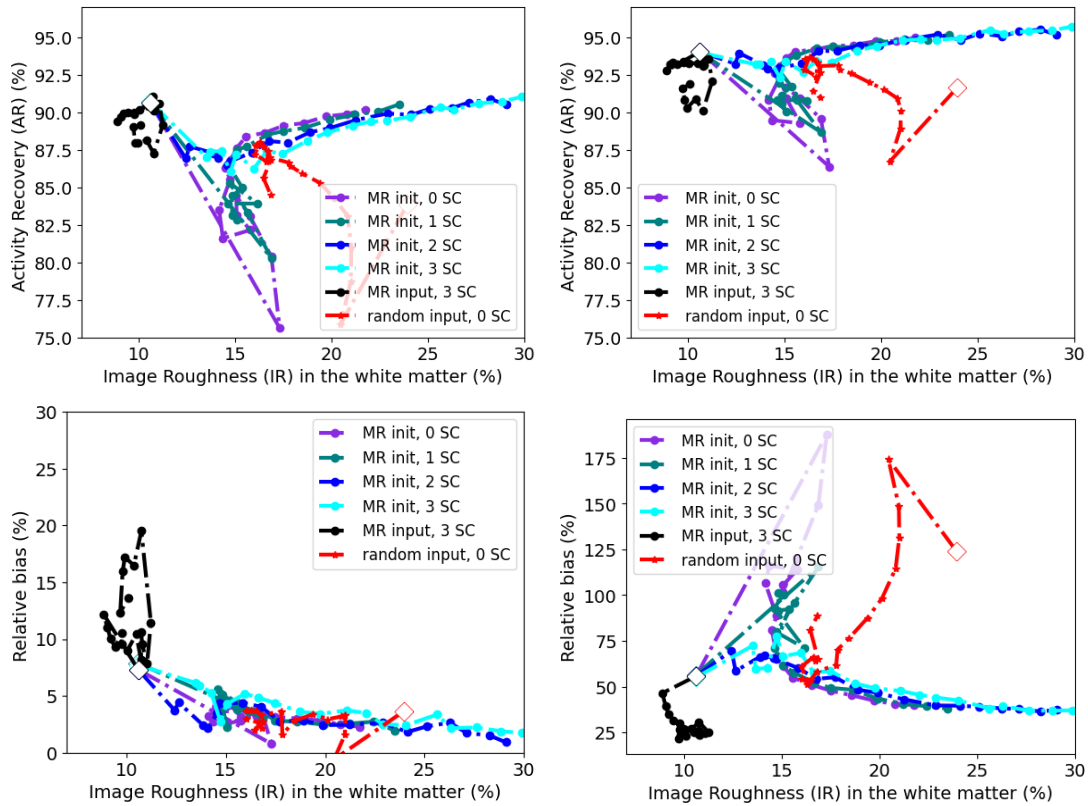 95.0
92.5
90.0
87.5
85.0
82.5
80.0
77.5
75.0
Activity Recovery (AR) (%)
10 15 20 25 30
Image Roughness (IR) in the white matter (%)
MR init, 0 SC
MR init, 1 SC
MR init, 2 SC
MR init, 3 SC
MR input, 3 SC
random input, 0 SC
95.0
92.5
90.0
87.5
85.0
82.5
80.0
77.5
75.0
Activity Recovery (AR) (%)
10 15 20 25 30
Image Roughness (IR) in the white matter (%)
MR init, 0 SC
MR init, 1 SC
MR init, 2 SC
MR init, 3 SC
MR input, 3 SC
random input, 0 SC
30
25
20
15
10
5
0
Relative bias (%)
10 15 20 25 30
Image Roughness (IR) in the white matter (%)
MR init, 0 SC
MR init, 1 SC
MR init, 2 SC
MR init, 3 SC
MR input, 3 SC
random input, 0 SC
175
150
125
100
75
50
25
Relative bias (%)
10 15 20 25 30
Image Roughness (IR) in the white matter (%)
MR init, 0 SC
MR init, 1 SC
MR init, 2 SC
MR init, 3 SC
MR input, 3 SC
random input, 0 SC